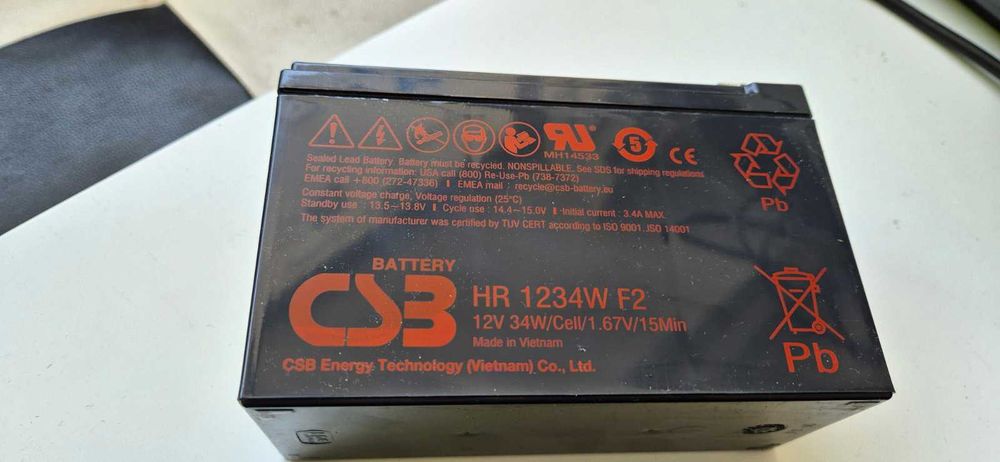 MH14533
5
CE
Sealed Lead Battery. Battery must be recycled. NONSPILLABLE. See SDS for shipping regulations
For recycling information: USA call (800) Re-Use-Pb (738-7372)
EMEA call +800 (272-47336) | EMEA mail : recycle@csb-battery.eu
Constant voltage charge, Voltage regulation (25°C)
Standby use : 13.5~13.8V | Cycle use : 14.4~15.0V | Initial current : 3.4A MAX.
The system of manufacturer was certified by TUV CERT according to ISO 9001 .ISO 14001
Pb
BATTERY
CSB
HR 1234W F2
12V 34W/Cell/1.67V/15Min
Made in Vietnam
CSB Energy Technology (Vietnam) Co., Ltd.
Pb